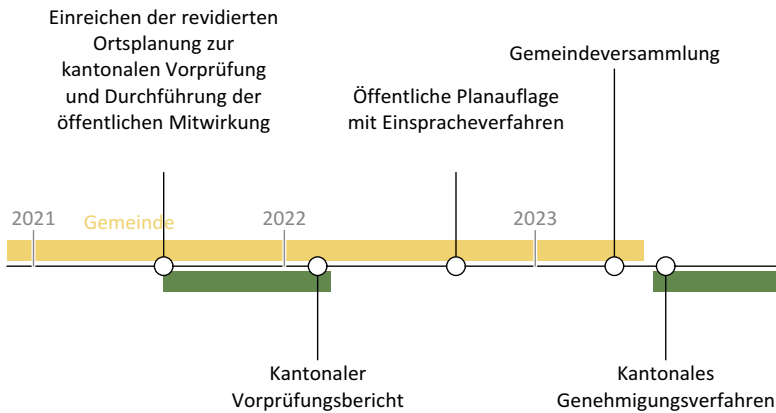 Einreichen der revidierten
Ortsplanung zur
kantonalen Vorprüfung
und Durchführung der
öffentlichen Mitwirkung
Öffentliche Planauflage
mit Einspracheverfahren
Gemeindeversammlung
2021
Gemeinde
2022
2023
Kantonaler
Vorprüfungsbericht
Kantonales
Genehmigungsverfahren